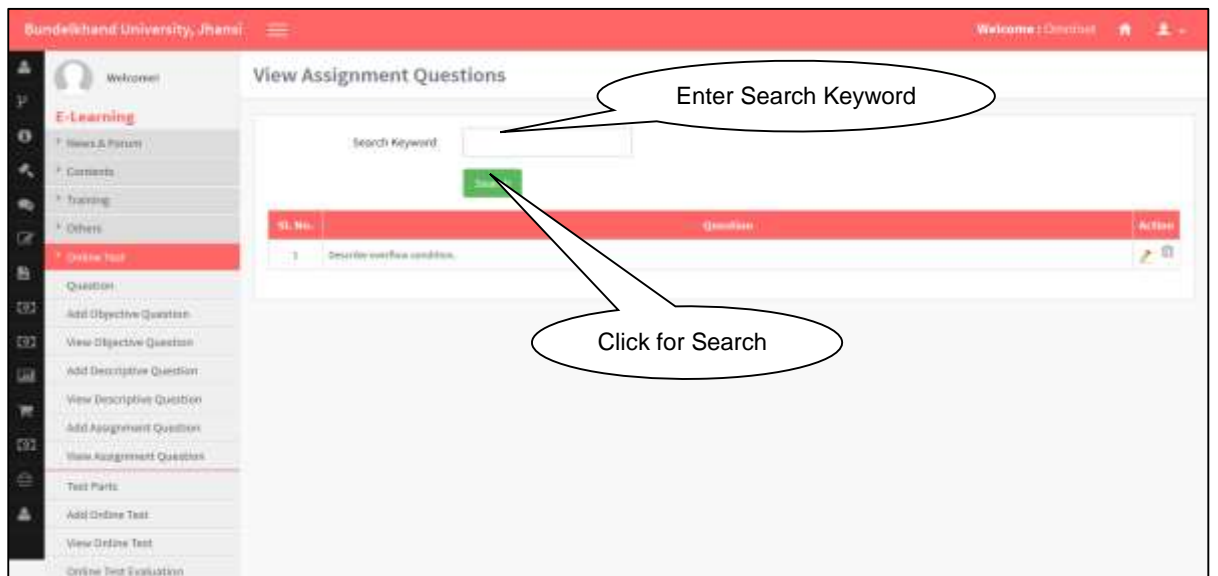 Bundelkhand University, Jhansi
Welcome : Omninet
Welcome!
E-Learning
News & Forum
Contents
Training
Others
Online Test
Question
Add Objective Question
View Objective Question
Add Descriptive Question
View Descriptive Question
Add Assignment Question
View Assignment Question
Test Parts
Add Online Test
View Online Test
Online Test Evaluation
View Assignment Questions
Enter Search Keyword
Search Keyword
Search
Sl. No. Question Action
1 Describe overflow condition.
Click for Search